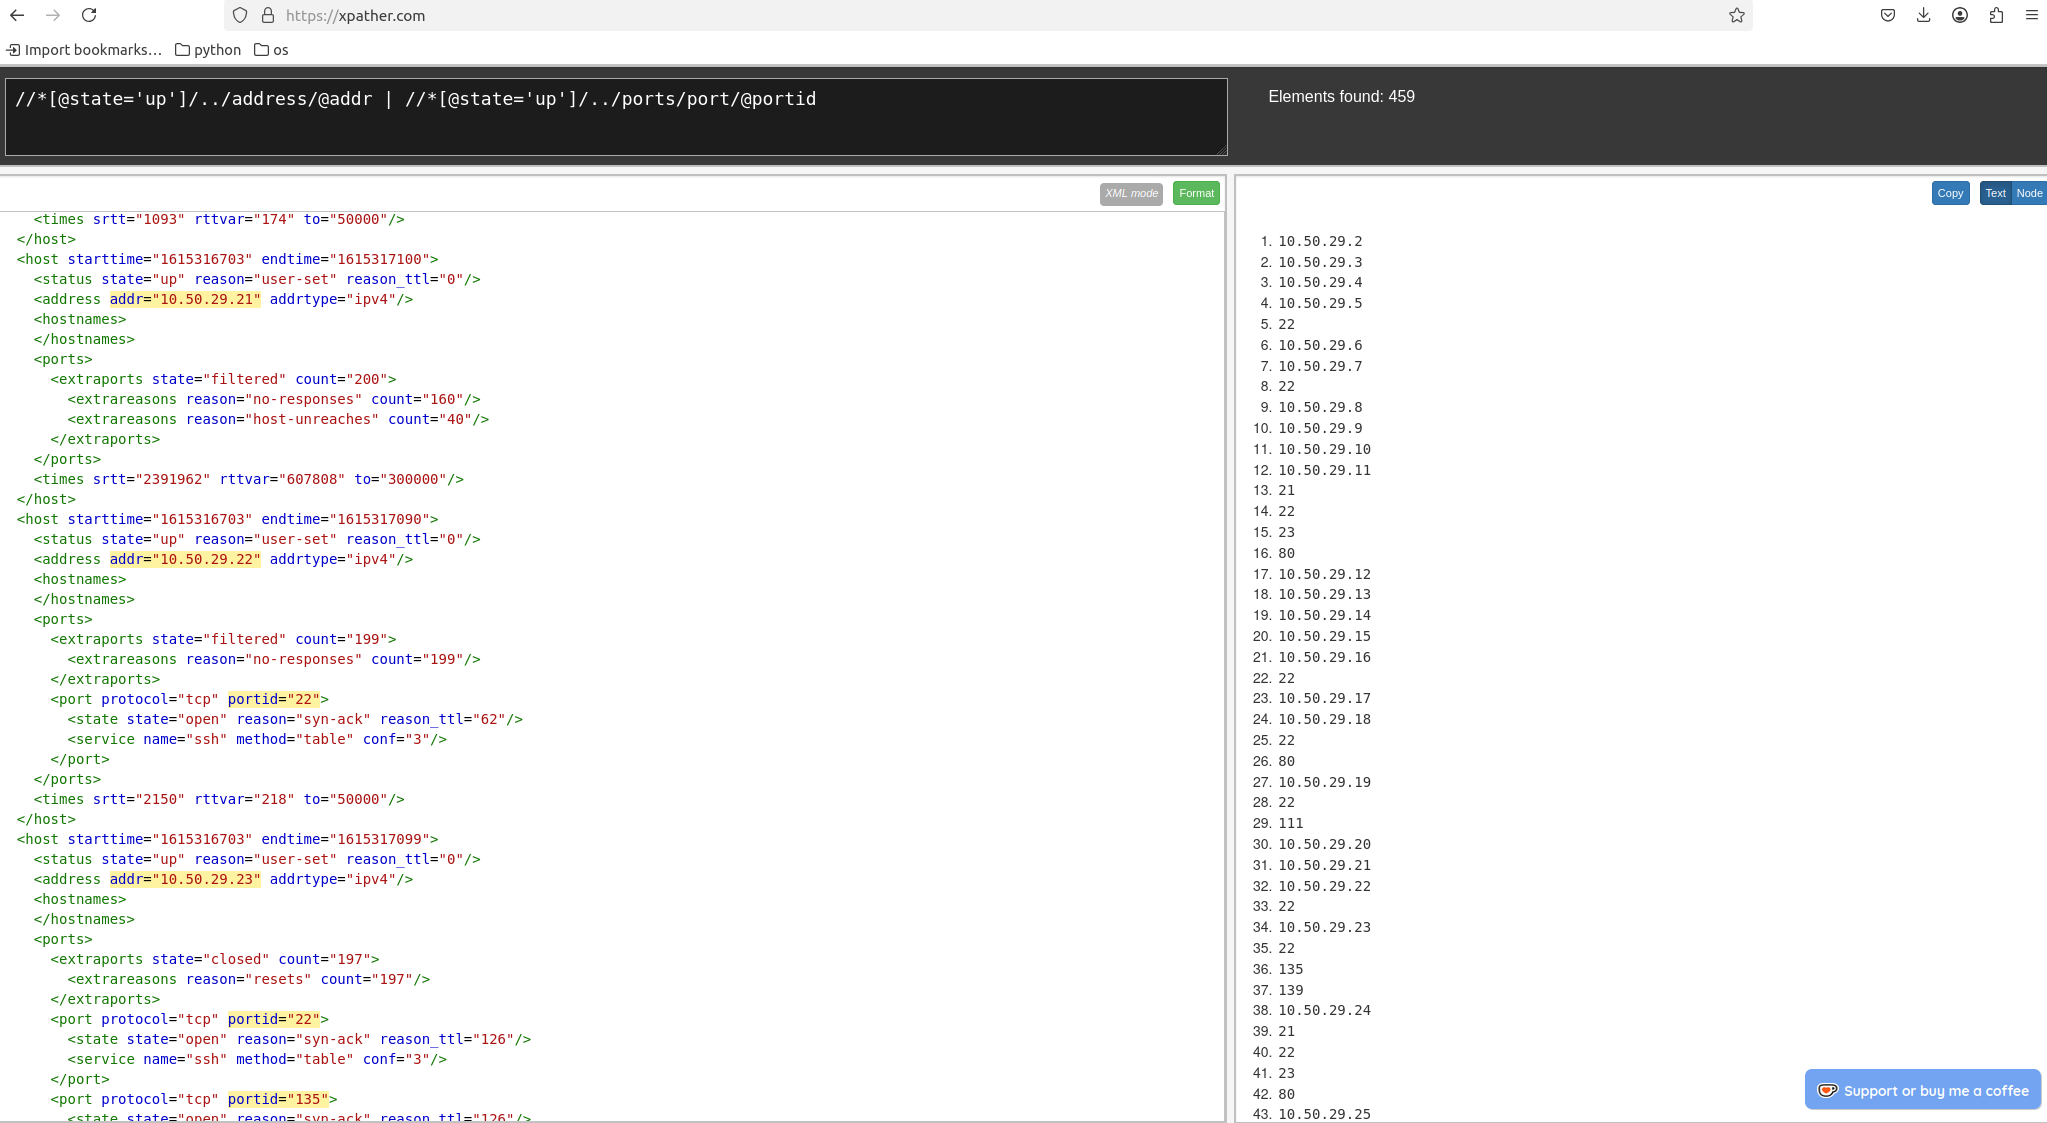 https://xpather.com
Import bookmarks... python os
//*[@state='up']/../address/@addr | //*[@state='up']/../ports/port/@portid
Elements found: 459
XML mode Format
<times srtt="1093" rttvar="174" to="50000"/>
</host>
<host starttime="1615316703" endtime="1615317100">
<status state="up" reason="user-set" reason_ttl="0"/>
<address addr="10.50.29.21" addrtype="ipv4"/>
<hostnames>
</hostnames>
<ports>
<extraports state="filtered" count="200">
<extrareasons reason="no-responses" count="160"/>
<extrareasons reason="host-unreaches" count="40"/>
</extraports>
</ports>
<times srtt="2391962" rttvar="607808" to="300000"/>
</host>
<host starttime="1615316703" endtime="1615317090">
<status state="up" reason="user-set" reason_ttl="0"/>
<address addr="10.50.29.22" addrtype="ipv4"/>
<hostnames>
</hostnames>
<ports>
<extraports state="filtered" count="199">
<extrareasons reason="no-responses" count="199"/>
</extraports>
<port protocol="tcp" portid="22">
<state state="open" reason="syn-ack" reason_ttl="62"/>
<service name="ssh" method="table" conf="3"/>
</port>
</ports>
<times srtt="2150" rttvar="218" to="50000"/>
</host>
<host starttime="1615316703" endtime="1615317099">
<status state="up" reason="user-set" reason_ttl="0"/>
<address addr="10.50.29.23" addrtype="ipv4"/>
<hostnames>
</hostnames>
<ports>
<extraports state="closed" count="197">
<extrareasons reason="resets" count="197"/>
</extraports>
<port protocol="tcp" portid="22">
<state state="open" reason="syn-ack" reason_ttl="126"/>
<service name="ssh" method="table" conf="3"/>
</port>
<port protocol="tcp" portid="135">
<state state="open" reason="syn-ack" reason_ttl="126"/>
Copy Text Node
1. 10.50.29.2
2. 10.50.29.3
3. 10.50.29.4
4. 10.50.29.5
5. 22
6. 10.50.29.6
7. 10.50.29.7
8. 22
9. 10.50.29.8
10. 10.50.29.9
11. 10.50.29.10
12. 10.50.29.11
13. 21
14. 22
15. 23
16. 80
17. 10.50.29.12
18. 10.50.29.13
19. 10.50.29.14
20. 10.50.29.15
21. 10.50.29.16
22. 22
23. 10.50.29.17
24. 10.50.29.18
25. 22
26. 80
27. 10.50.29.19
28. 22
29. 111
30. 10.50.29.20
31. 10.50.29.21
32. 10.50.29.22
33. 22
34. 10.50.29.23
35. 22
36. 135
37. 139
38. 10.50.29.24
39. 21
40. 22
41. 23
42. 80
43. 10.50.29.25
Support or buy me a coffee